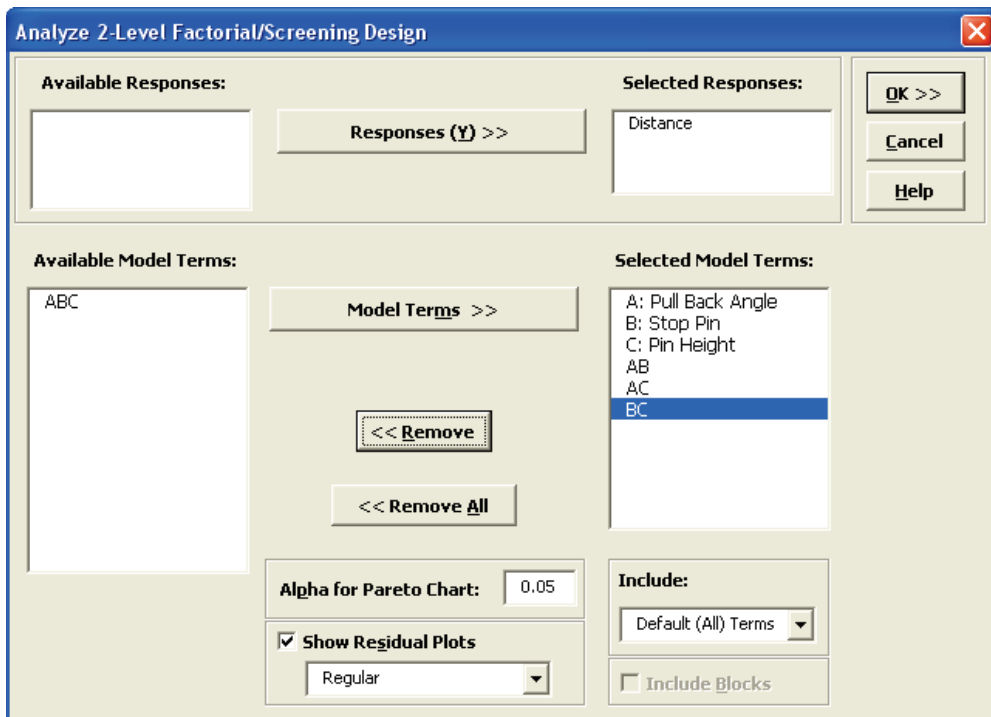 Analyze 2-Level Factorial/Screening Design
Available Responses:
Responses (Y) >>
Selected Responses:
Distance
OK >>
Cancel
Help
Available Model Terms:
ABC
Model Terms >>
<< Remove
<< Remove All
Selected Model Terms:
A: Pull Back Angle
B: Stop Pin
C: Pin Height
AB
AC
BC
Alpha for Pareto Chart: 0.05
Show Residual Plots
Regular
Include:
Default (All) Terms
Include Blocks